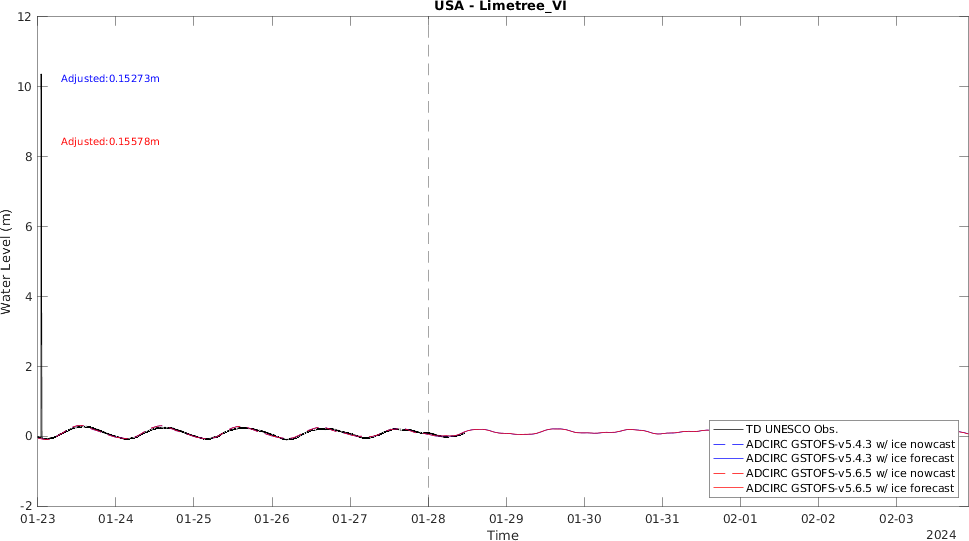 USA - Limetree_VI
12
10
8
6
4
2
0
-2
Water Level (m)
Adjusted:0.15273m
Adjusted:0.15578m
TD UNESCO Obs.
ADCIRC GSTOFS-v5.4.3 w/ ice nowcast
ADCIRC GSTOFS-v5.4.3 w/ ice forecast
ADCIRC GSTOFS-v5.6.5 w/ ice nowcast
ADCIRC GSTOFS-v5.6.5 w/ ice forecast
01-23 01-24 01-25 01-26 01-27 01-28 01-29 01-30 01-31 02-01 02-02 02-03
Time
2024